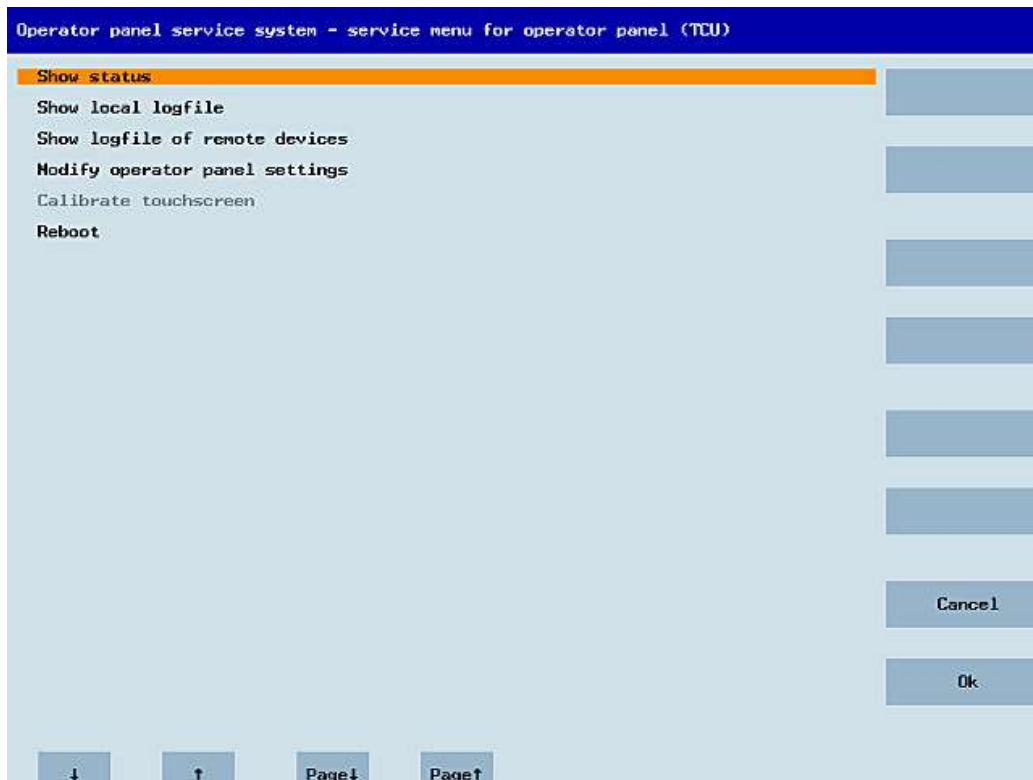 Operator panel service system - service menu for operator panel (TCU)
Show status
Show local logfile
Show logfile of remote devices
Modify operator panel settings
Calibrate touchscreen
Reboot
Cancel
Ok
↓ ↑ Page↓ Page↑